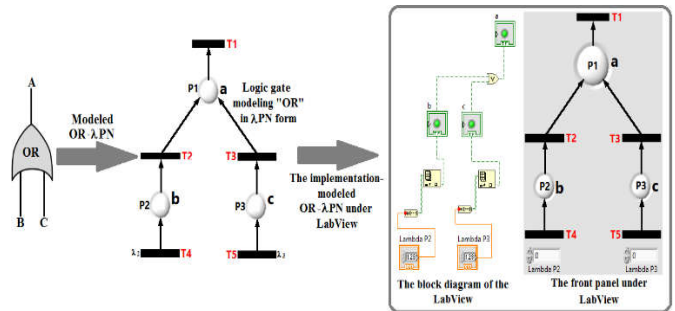 A
OR
B C
Modeled
OR-λPN
T1
P1 a
Logic gate
modeling "OR"
in λPN form
T2
T3
P2 b
P3 c
T4
T5
The implementation-
modeled
OR-λPN under
LabView
a
b
c
Lambda P2
Lambda P3
The block diagram of the
LabView
T1
P1 a
T2
T3
P2 b
P3 c
T4
T5
0
0
Lambda P2
Lambda P3
The front panel under
LabView